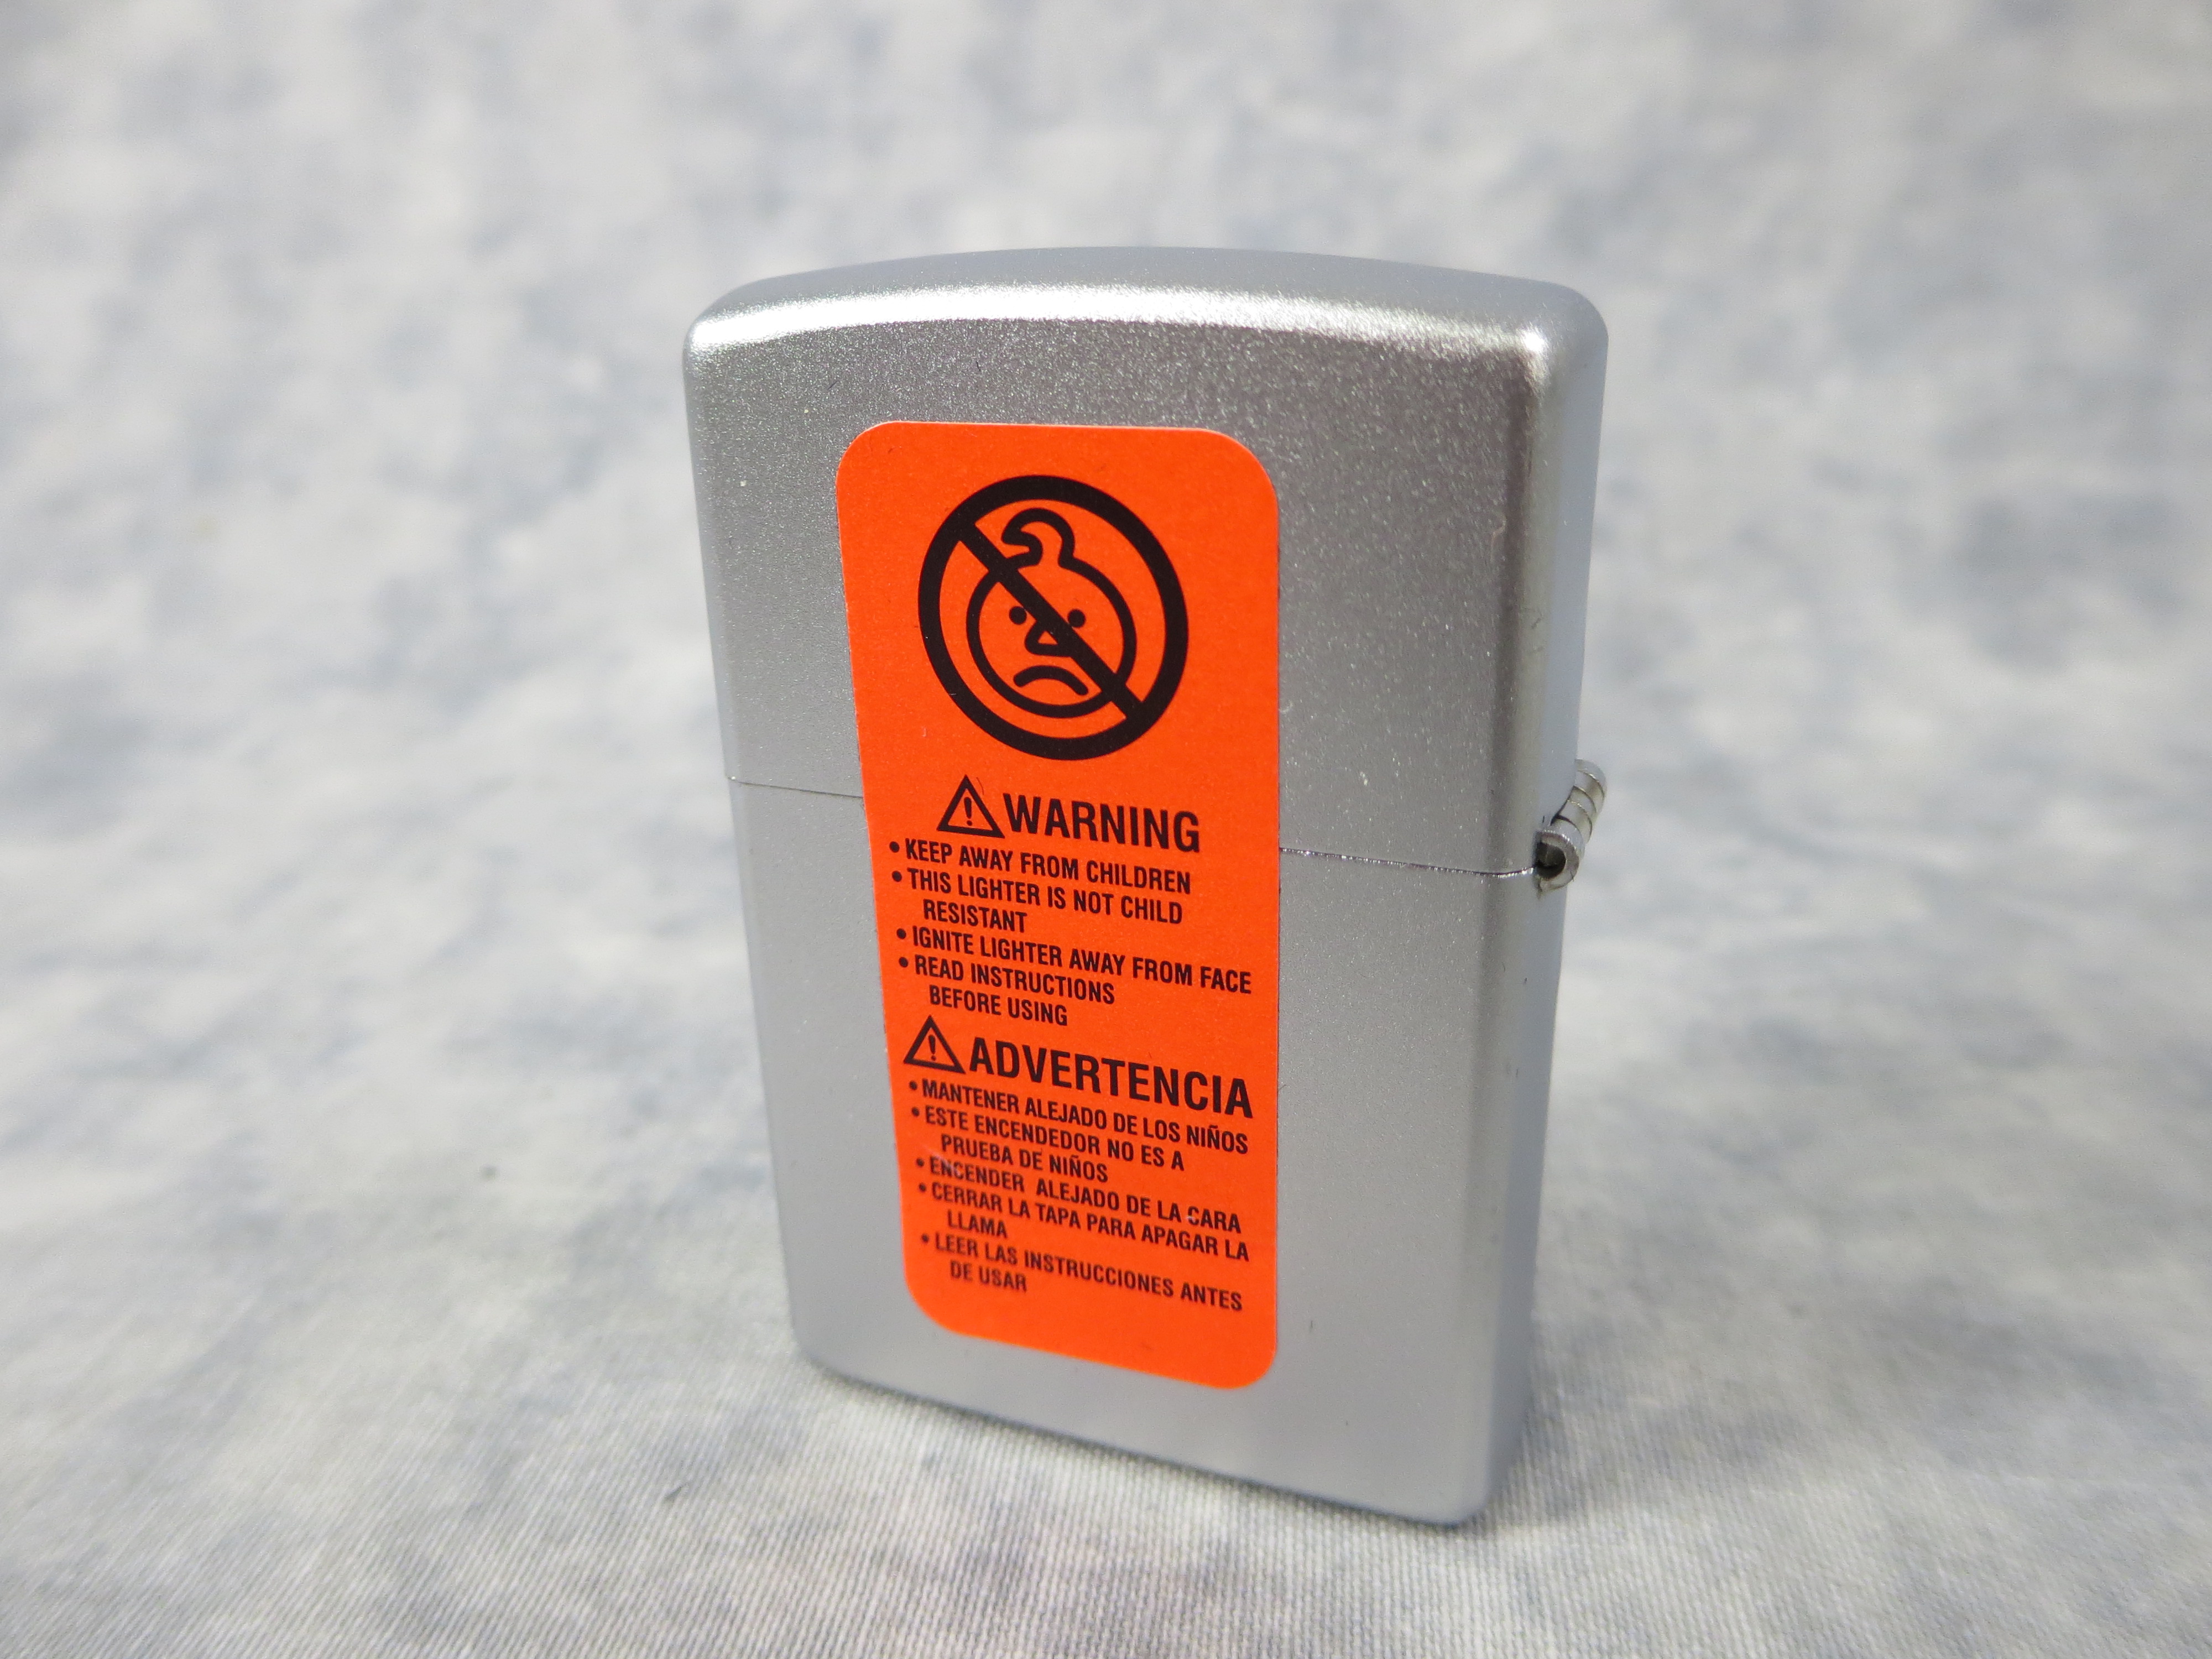 WARNING
• KEEP AWAY FROM CHILDREN
• THIS LIGHTER IS NOT CHILD
RESISTANT
• IGNITE LIGHTER AWAY FROM FACE
• READ INSTRUCTIONS
BEFORE USING
ADVERTENCIA
• MANTENER ALEJADO DE LOS NIÑOS
• ESTE ENCENDEDOR NO ES A
PRUEBA DE NIÑOS
• ENCENDER ALEJADO DE LA CARA
• CERRAR LA TAPA PARA APAGAR LA
LLAMA
• LEER LAS INSTRUCCIONES ANTES
DE USAR